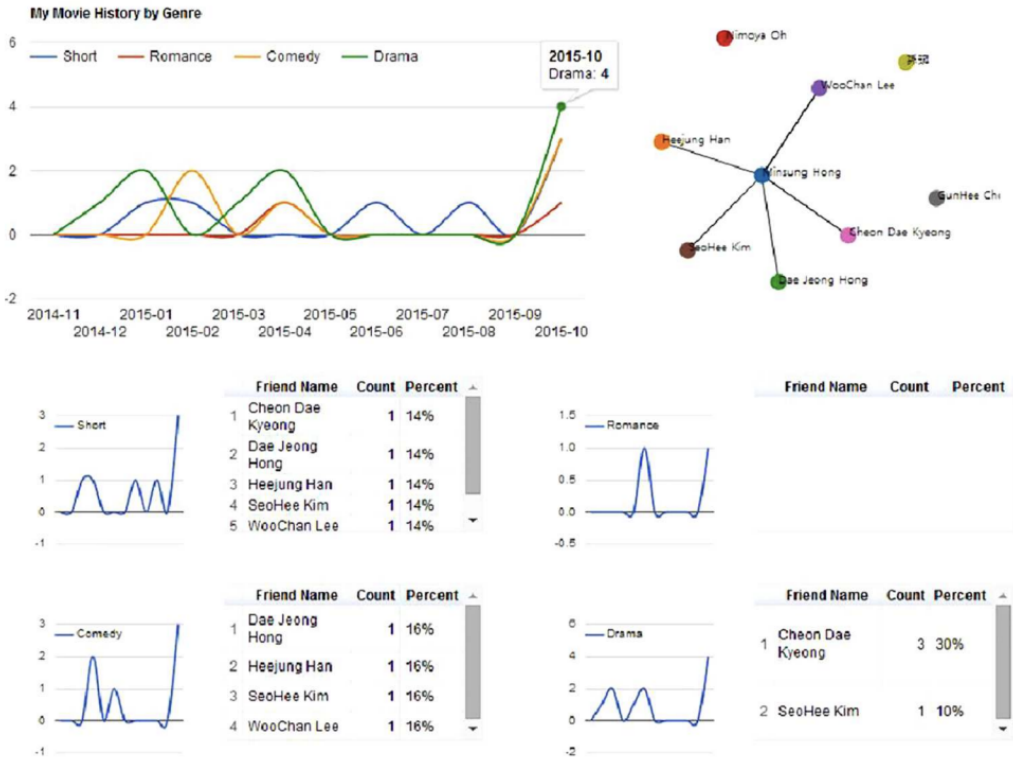 My Movie History by Genre
6
Short Romance Comedy Drama
2015-10
Drama: 4
4
2
0
-2
2014-11 2015-01 2015-03 2015-05 2015-07 2015-09
2014-12 2015-02 2015-04 2015-06 2015-08 2015-10
Nimoya Oh
WooChan Lee
Heejung Han
Minsung Hong
GunHee Ch
Cheon Dae Kyeong
SeoHee Kim
Dae Jeong Hong
3
Short
2
1
0
-1
Friend Name Count Percent
1 Cheon Dae Kyeong 1 14%
2 Dae Jeong Hong 1 14%
3 Heejung Han 1 14%
4 SeoHee Kim 1 14%
5 WooChan Lee 1 14%
1.5
Romance
1.0
0.5
0.0
-0.5
Friend Name Count Percent
3
Comedy
2
1
0
-1
Friend Name Count Percent
1 Dae Jeong Hong 1 16%
2 Heejung Han 1 16%
3 SeoHee Kim 1 16%
4 WooChan Lee 1 16%
6
Drama
4
2
0
-2
Friend Name Count Percent
1 Cheon Dae Kyeong 3 30%
2 SeoHee Kim 1 10%